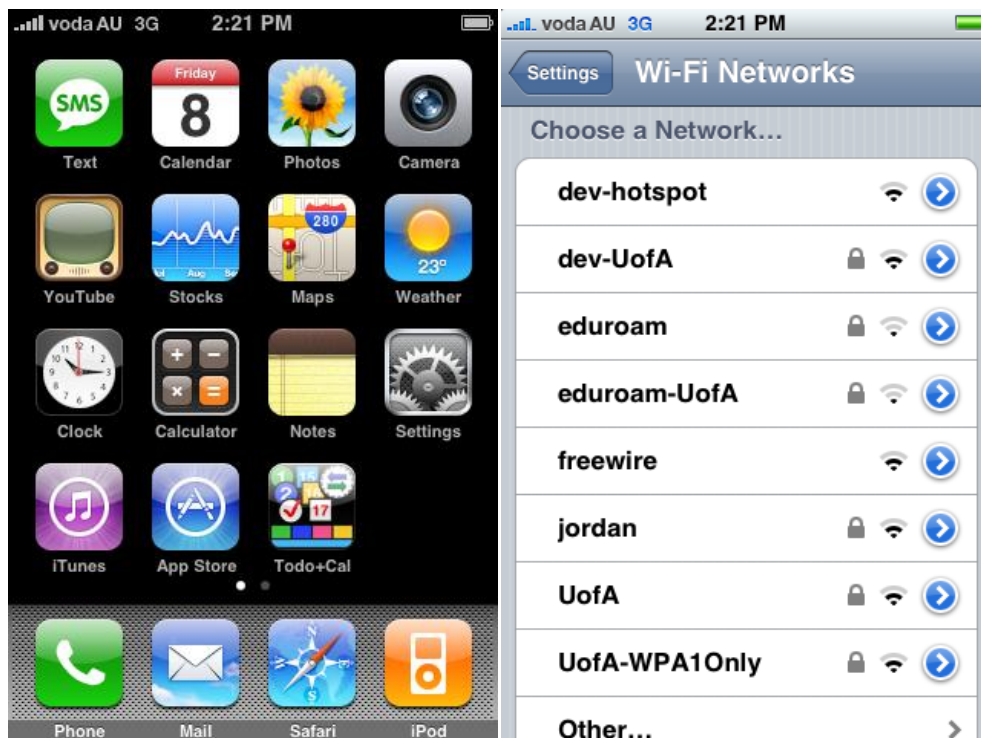 voda AU 3G 2:21 PM
SMS
Friday
8
280
23°
Text Calendar Photos Camera
YouTube Stocks Maps Weather
Clock Calculator Notes Settings
17
iTunes App Store Todo+Cal
Phone Mail Safari iPod
voda AU 3G 2:21 PM
Settings Wi-Fi Networks
Choose a Network...
dev-hotspot
dev-UofA
eduroam
eduroam-UofA
freewire
jordan
UofA
UofA-WPA1Only
Other...